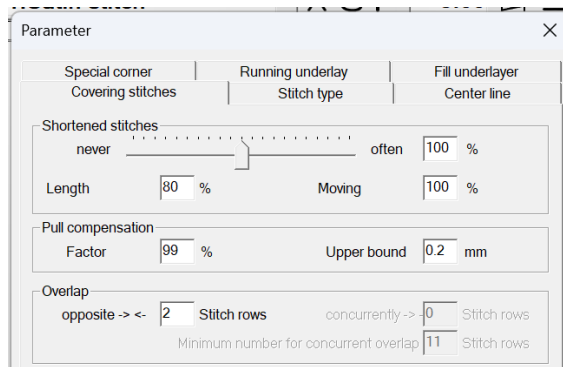 Parameter
Special corner Running underlay Fill underlayer
Covering stitches Stitch type Center line
Shortened stitches
never often 100 %
Length 80 % Moving 100 %
Pull compensation
Factor 99 % Upper bound 0.2 mm
Overlap
opposite -> <- 2 Stitch rows concurrently -> -0 Stitch rows
Minimum number for concurrent overlap 11 Stitch rows